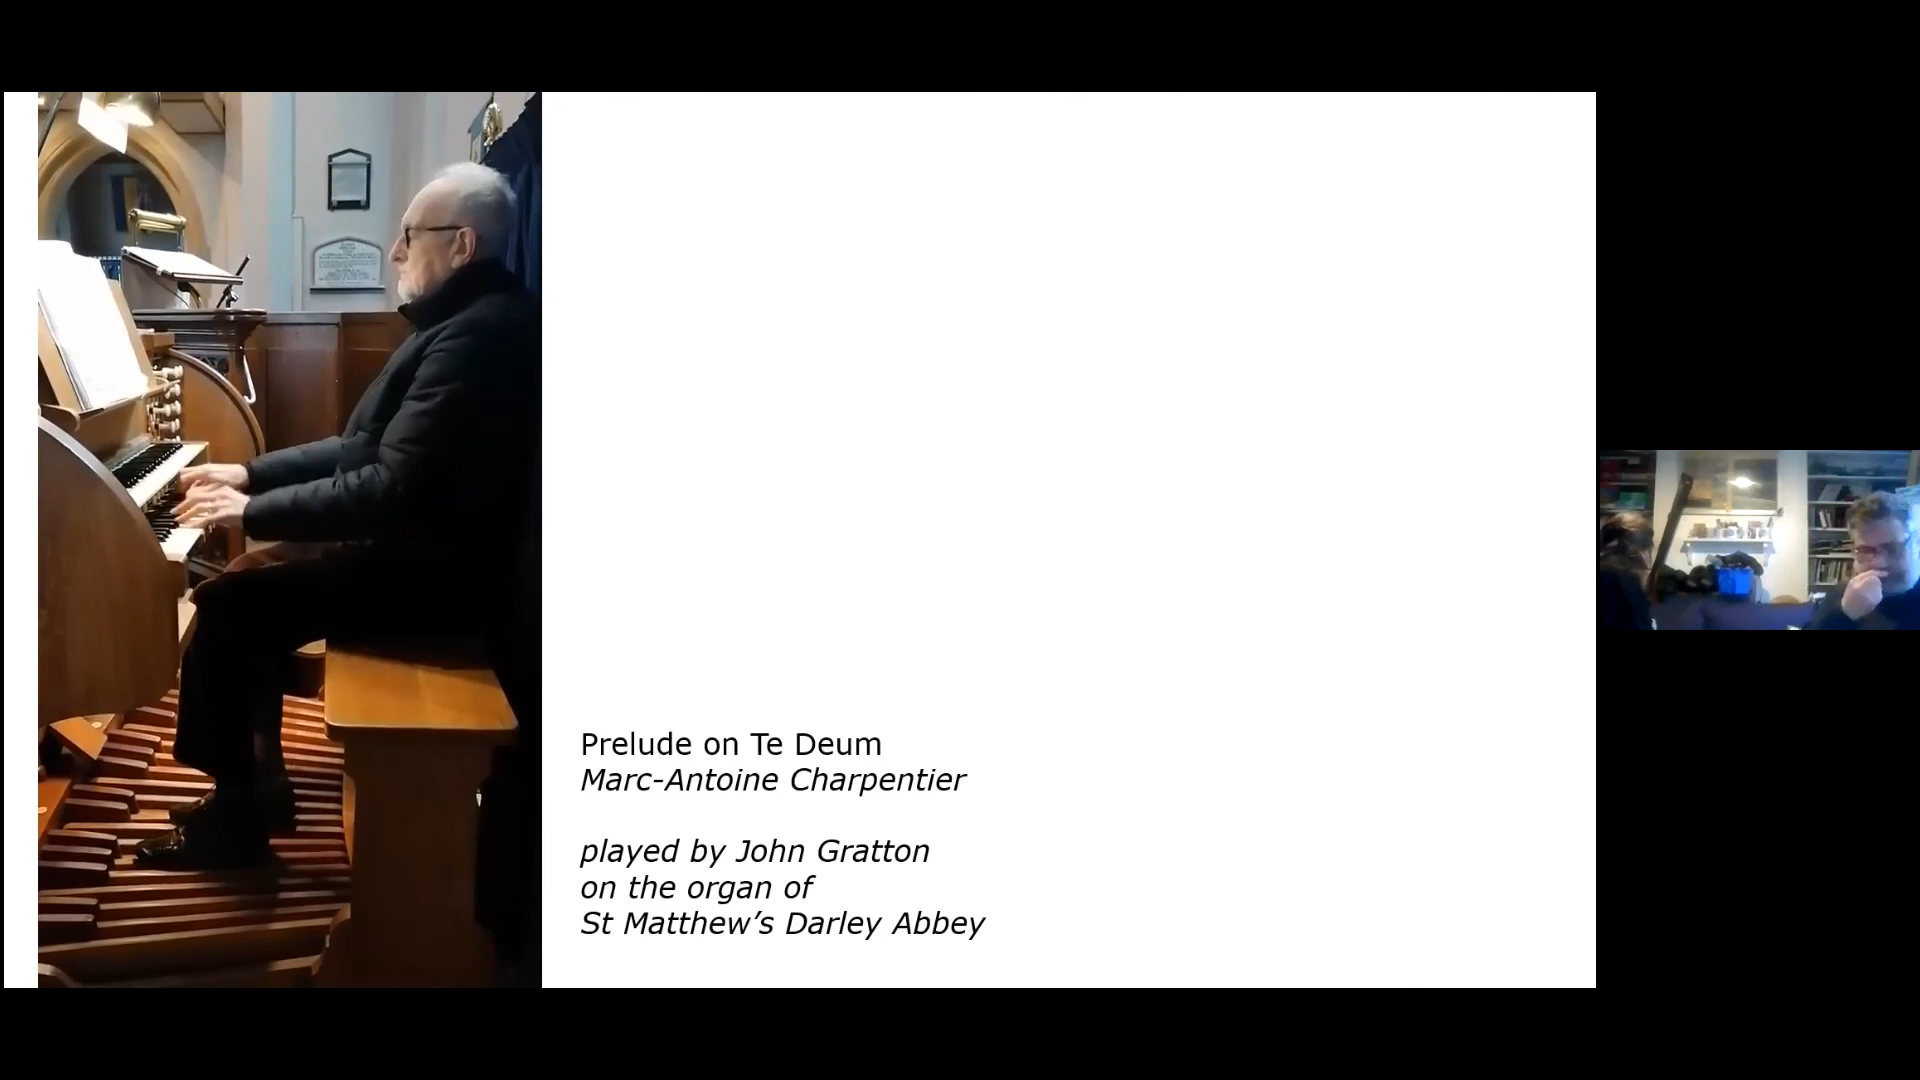 Prelude on Te Deum
Marc-Antoine Charpentier
played by John Gratton
on the organ of
St Matthew’s Darley Abbey